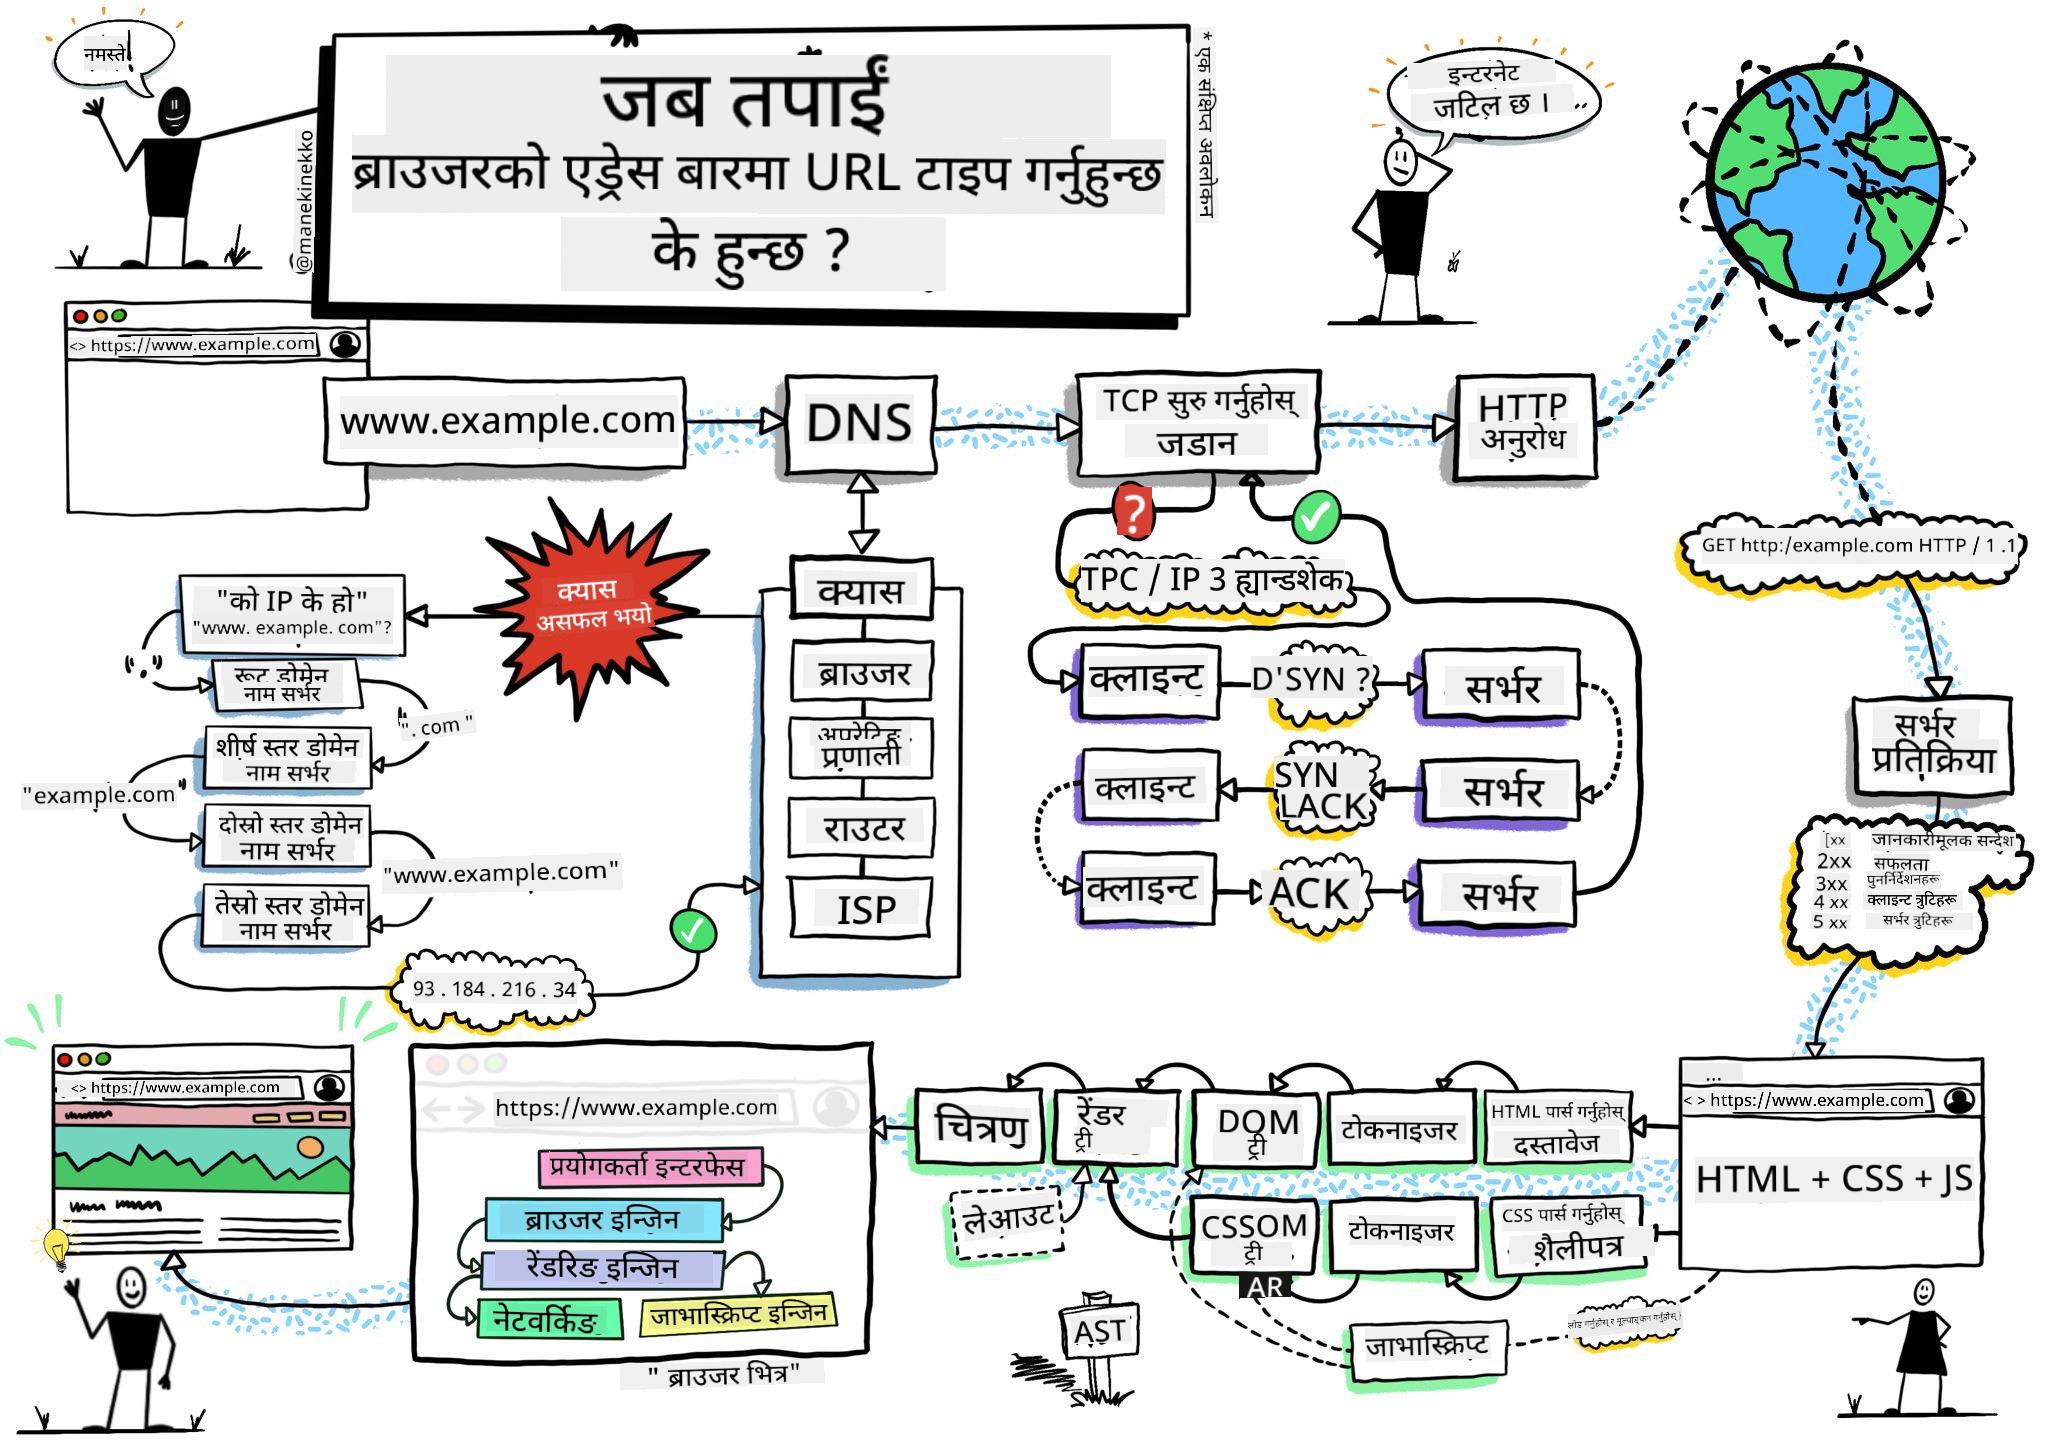 नमस्ते!
@manekinekko
जब तपाईं
ब्राउजरको एड्रेस बारमा URL टाइप गर्नुहुन्छ
के हुन्छ ?
* एक संक्षिप्त अवलोकन
इन्टरनेट
जटिल छ ।
<> https://www.example.com
www.example.com
DNS
TCP सुरु गर्नुहोस्
जडान
HTTP
अनुरोध
GET http:/example.com HTTP / 1 .1
सर्भर
प्रतिक्रिया
[xx जानकारीमूलक सन्देश
2xx सफलता
3xx पुनर्निर्देशनहरू
4 xx क्लाइन्ट त्रुटिहरू
5 xx सर्भर त्रुटिहरू
?
TPC / IP 3 ह्यान्डशेक
क्लाइन्ट
D'SYN ?
सर्भर
क्लाइन्ट
SYN
LACK
सर्भर
क्लाइन्ट
ACK
सर्भर
क्यास
ब्राउजर
अपरेटिङ
प्रणाली
राउटर
ISP
क्यास
असफल भयो
"को IP के हो"
"www. example. com"?
रूट डोमेन
नाम सर्भर
". com "
शीर्ष स्तर डोमेन
नाम सर्भर
"example.com"
दोस्रो स्तर डोमेन
नाम सर्भर
"www.example.com"
तेस्रो स्तर डोमेन
नाम सर्भर
93 . 184 . 216 . 34
<> https://www.example.com
https://www.example.com
प्रयोगकर्ता इन्टरफेस
ब्राउजर इन्जिन
रेंडरिङ इन्जिन
नेटवर्किङ
जाभास्क्रिप्ट इन्जिन
" ब्राउजर भित्र"
चित्रण
रेंडर
ट्री
DOM
ट्री
टोकनाइजर
HTML पार्स गर्नुहोस्
दस्तावेज
...
< > https://www.example.com
HTML + CSS + JS
लेआउट
CSSOM
ट्री
AR
टोकनाइजर
CSS पार्स गर्नुहोस्
शैलीपत्र
AST
जाभास्क्रिप्ट
लोड गर्नुहोस् र मूल्याङ्कन गर्नुहोस्